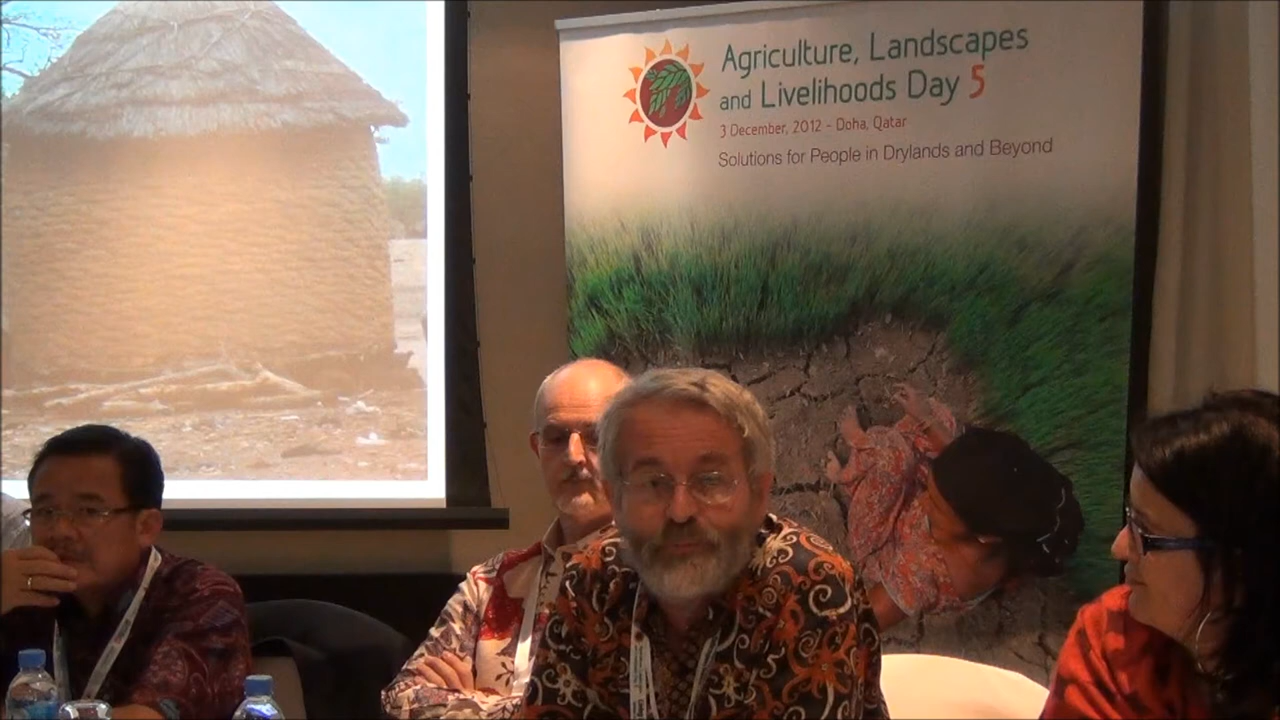 Agriculture, Landscapes
and Livelihoods Day 5
3 December, 2012 - Doha, Qatar
Solutions for People in Drylands and Beyond